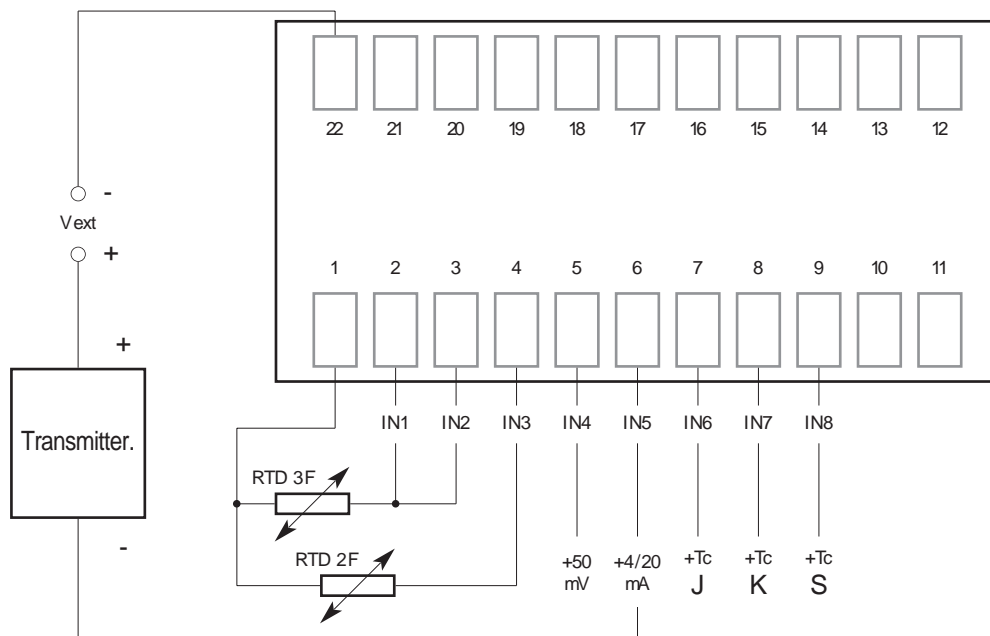 22 21 20 19 18 17 16 15 14 13 12
-
Vext
+
1 2 3 4 5 6 7 8 9 10 11
+
Transmitter.
-
IN1 IN2 IN3 IN4 IN5 IN6 IN7 IN8
RTD 3F
RTD 2F
+50 +4/20 +Tc +Tc +Tc
mV mA J K S